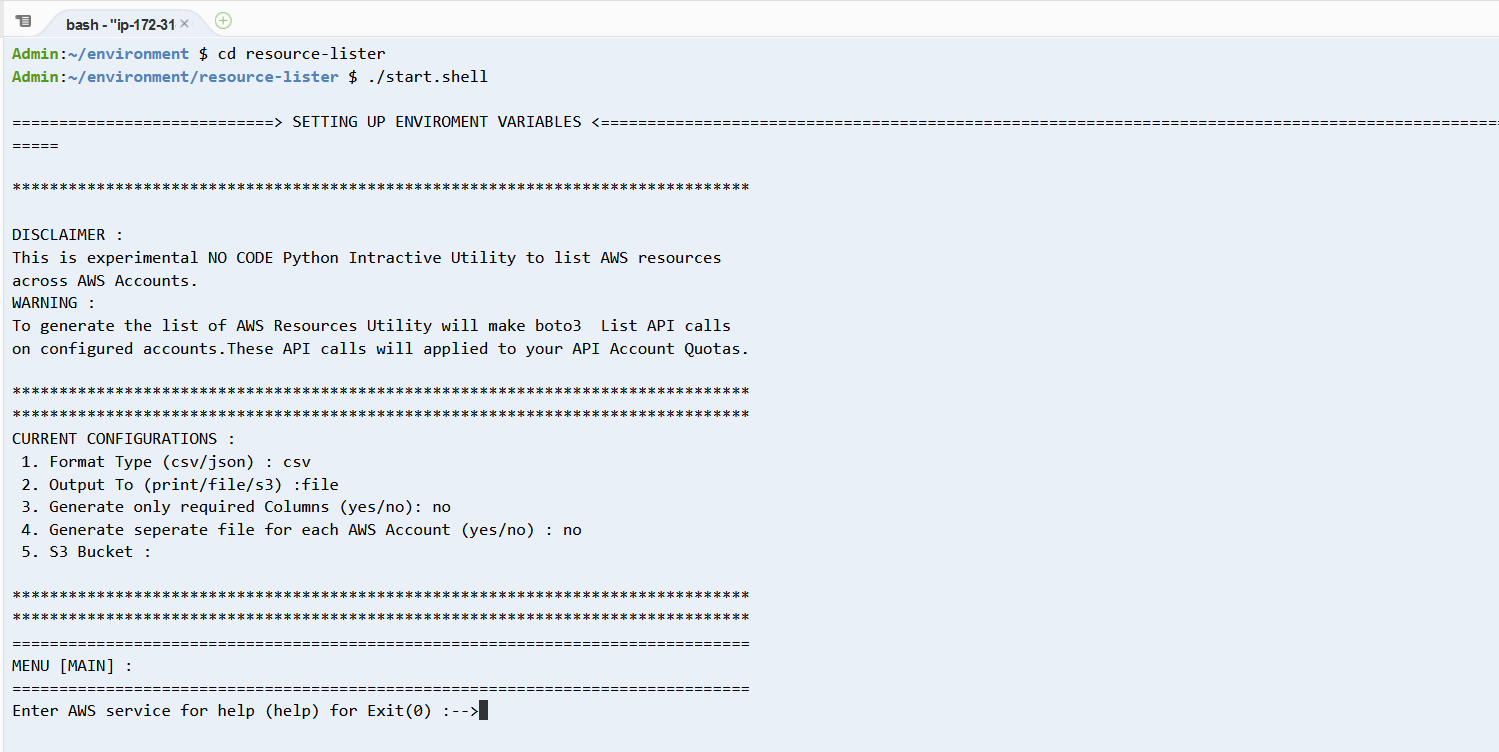 bash - "ip-172-31
Admin:~/environment $ cd resource-lister
Admin:~/environment/resource-lister $ ./start.shell
============================> SETTING UP ENVIROMENT VARIABLES <=================================================================================================
=====
*******************************************************************************
DISCLAIMER :
This is experimental NO CODE Python Intractive Utility to list AWS resources
across AWS Accounts.
WARNING :
To generate the list of AWS Resources Utility will make boto3  List API calls
on configured accounts.These API calls will applied to your API Account Quotas.
*******************************************************************************
*******************************************************************************
CURRENT CONFIGURATIONS :
 1. Format Type (csv/json) : csv
 2. Output To (print/file/s3) :file
 3. Generate only required Columns (yes/no): no
 4. Generate seperate file for each AWS Account (yes/no) : no
 5. S3 Bucket :
*******************************************************************************
*******************************************************************************
===============================================================================
MENU [MAIN] :
===============================================================================
Enter AWS service for help (help) for Exit(0) :-->